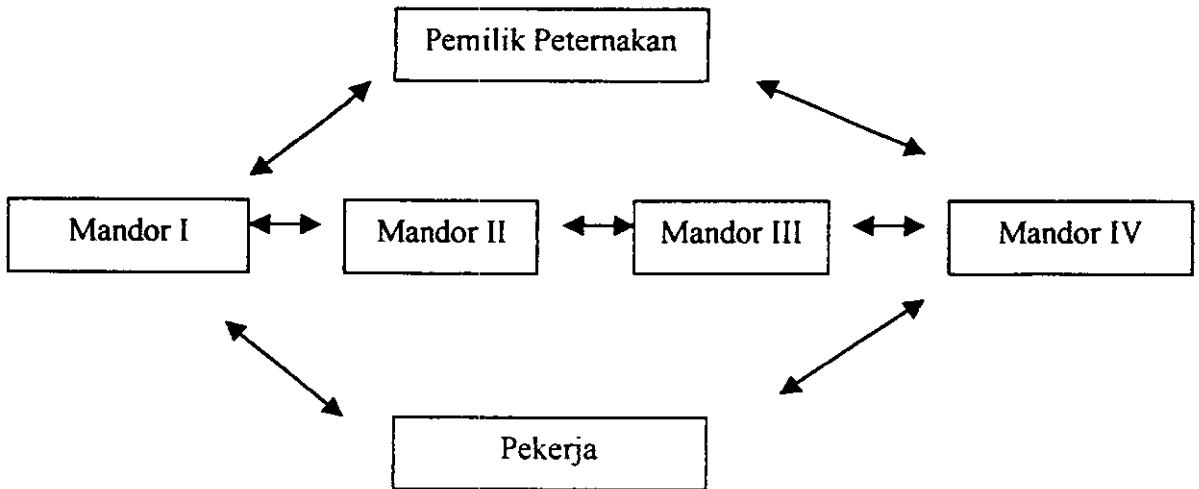 Pemilik Peternakan
Mandor I
Mandor II
Mandor III
Mandor IV
Pekerja